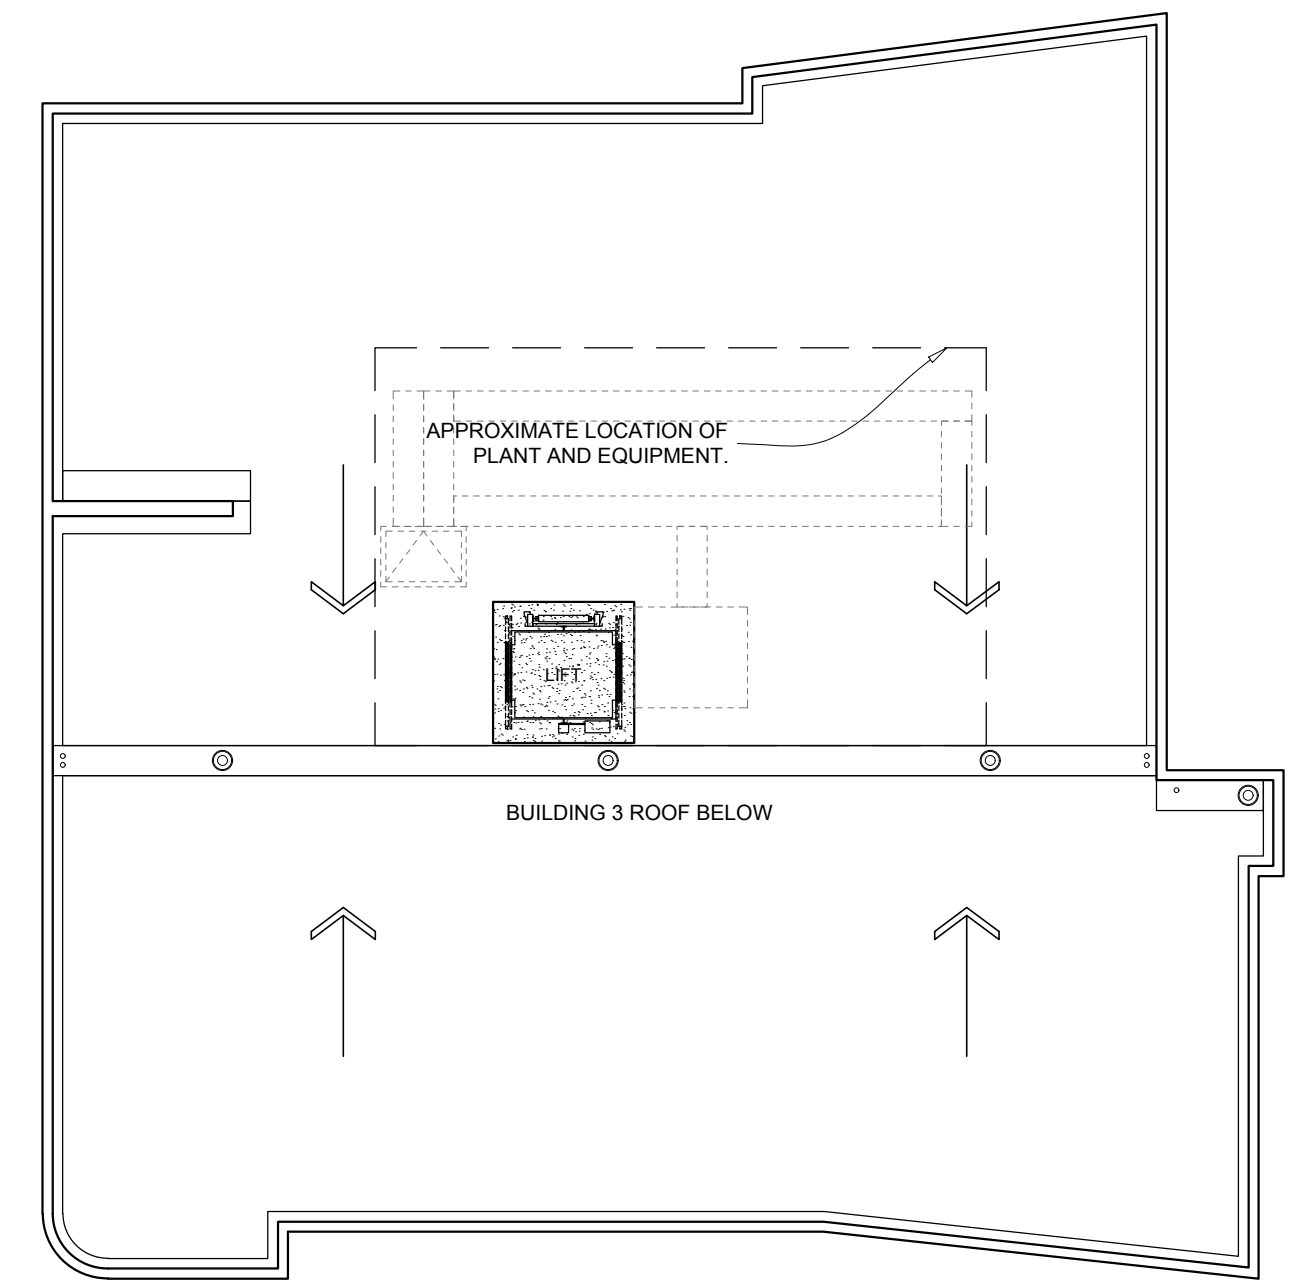 APPROXIMATE LOCATION OF
PLANT AND EQUIPMENT.
LIFT
BUILDING 3 ROOF BELOW